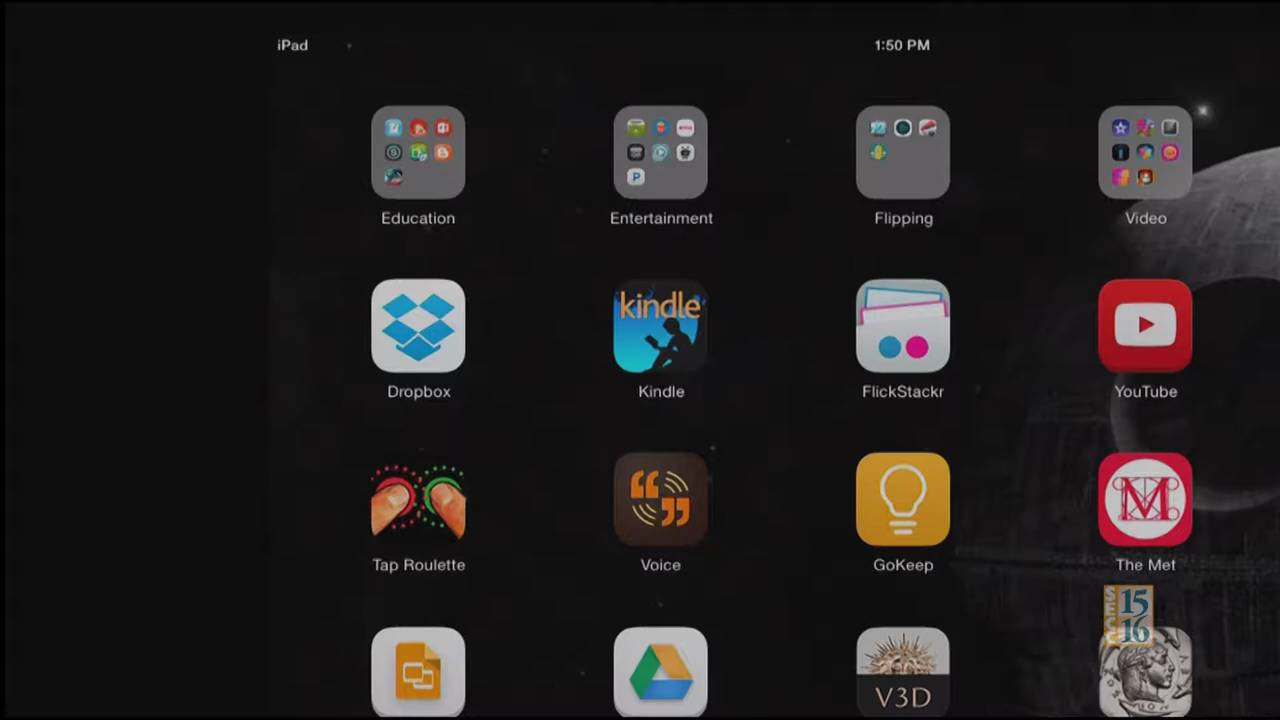 iPad 1:50 PM
Education Entertainment Flipping Video
kindle
Dropbox Kindle FlickStackr YouTube
M
Tap Roulette Voice GoKeep The Met
15
16
V3D